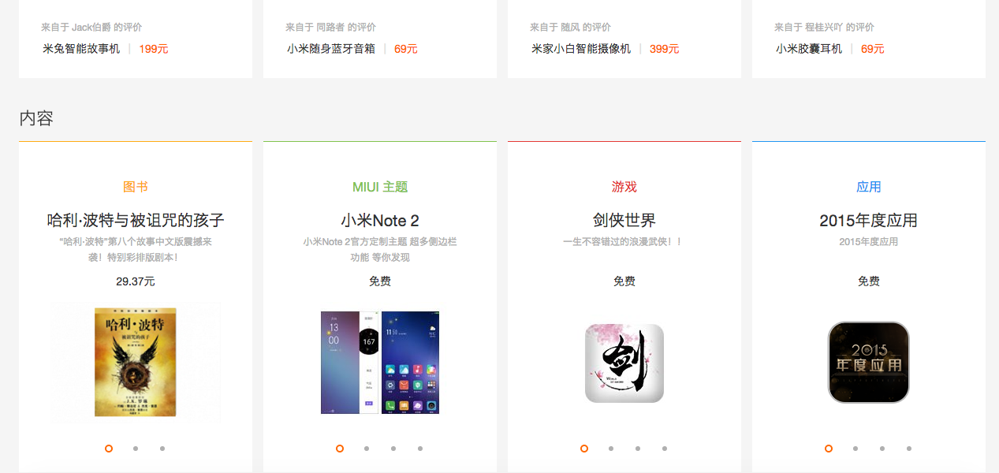 来自于 Jack伯爵 的评价
米兔智能故事机 | 199元
来自于 同路者 的评价
小米随身蓝牙音箱 | 69元
来自于 随风 的评价
米家小白智能摄像机 | 399元
来自于 程桂兴吖 的评价
小米胶囊耳机 | 69元
内容
图书
哈利·波特与被诅咒的孩子
“哈利·波特”第八个故事中文版震撼来
袭！特别彩排版剧本！
29.37元
哈利·波特
与
被诅咒的孩子
J.K. 罗琳
MIUI 主题
小米Note 2
小米Note 2官方定制主题 超多侧边栏
功能 等你发现
免费
13
00
167
11:50
游戏
剑侠世界
一生不容错过的浪漫武侠！！
免费
剑
WORLD
OF SWORD
应用
2015年度应用
2015年度应用
免费
2015
年度应用